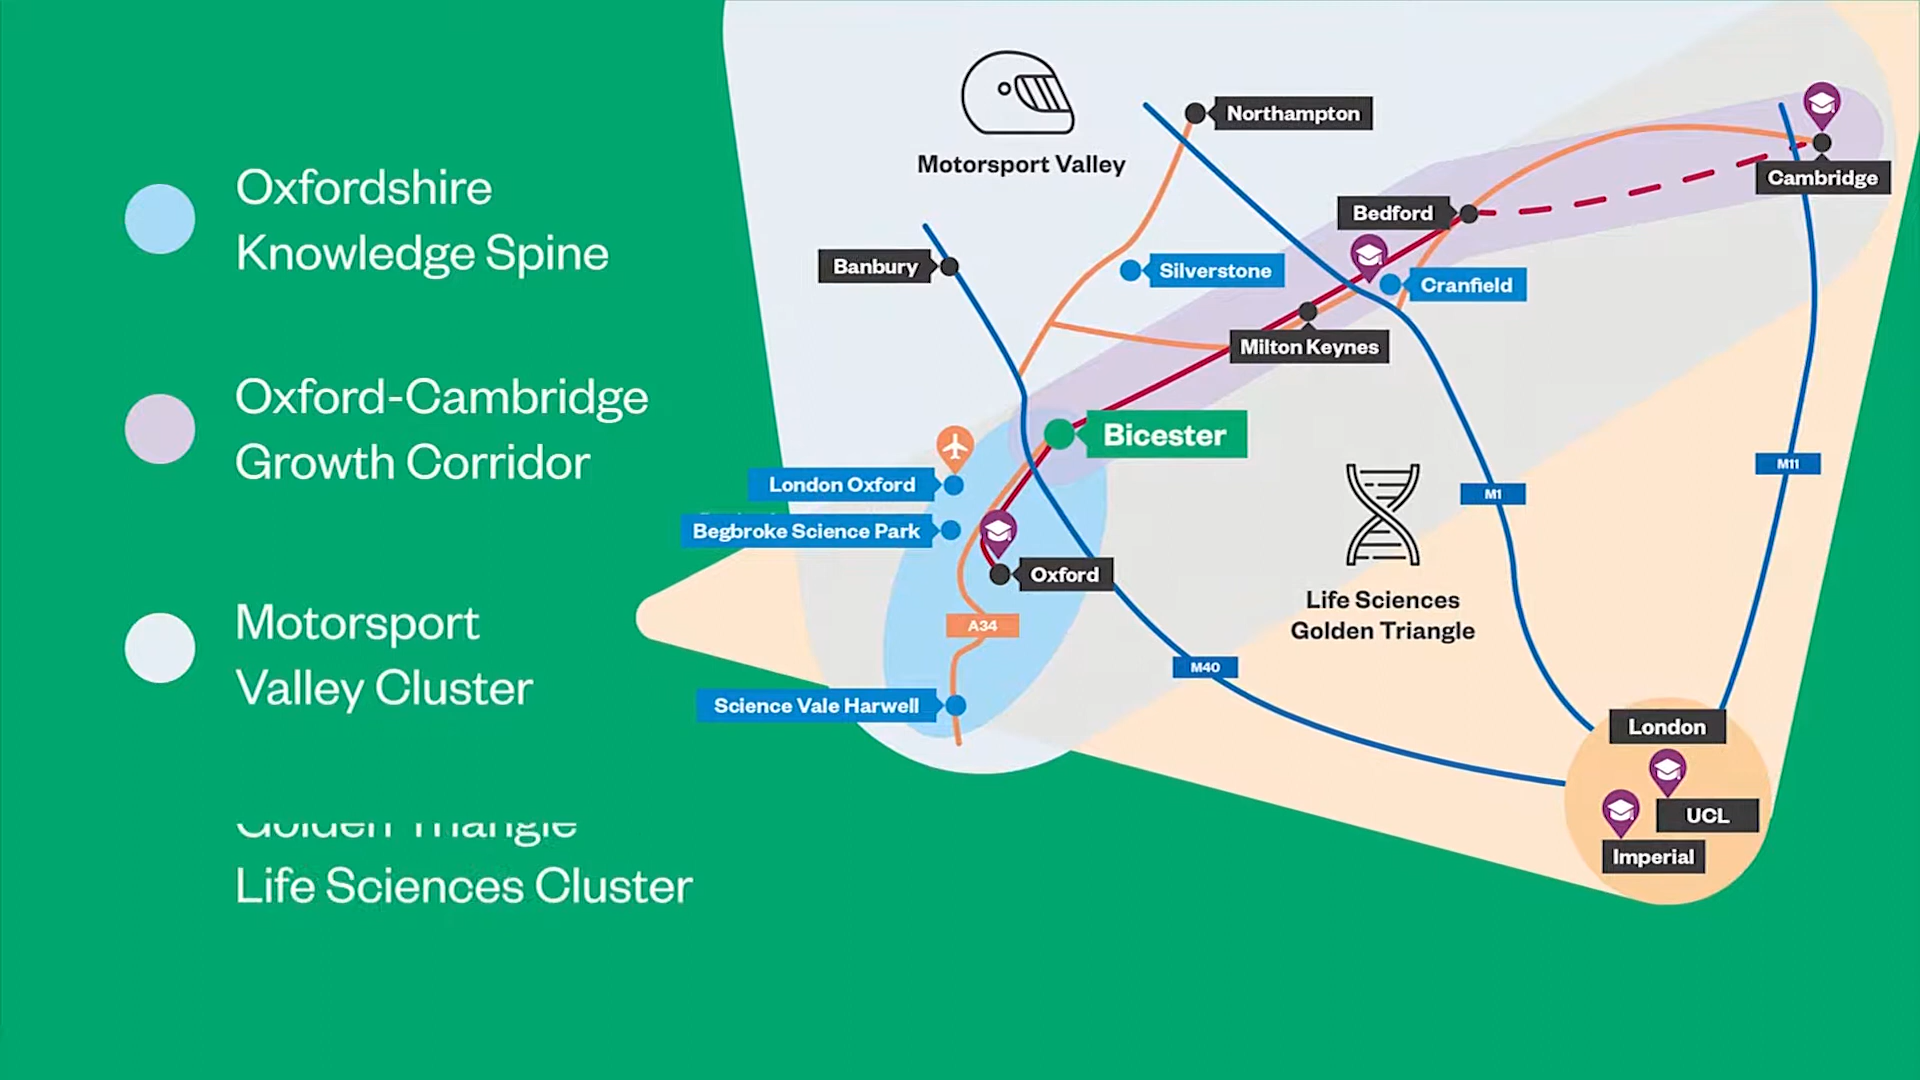 Oxfordshire
Knowledge Spine
Oxford-Cambridge
Growth Corridor
Motorsport
Valley Cluster
Golden Triangle
Life Sciences Cluster
Motorsport Valley
Northampton
Cambridge
Bedford
Banbury
Silverstone
Cranfield
Milton Keynes
Bicester
London Oxford
Begbroke Science Park
Oxford
A34
Science Vale Harwell
M40
M1
M11
Life Sciences
Golden Triangle
London
UCL
Imperial